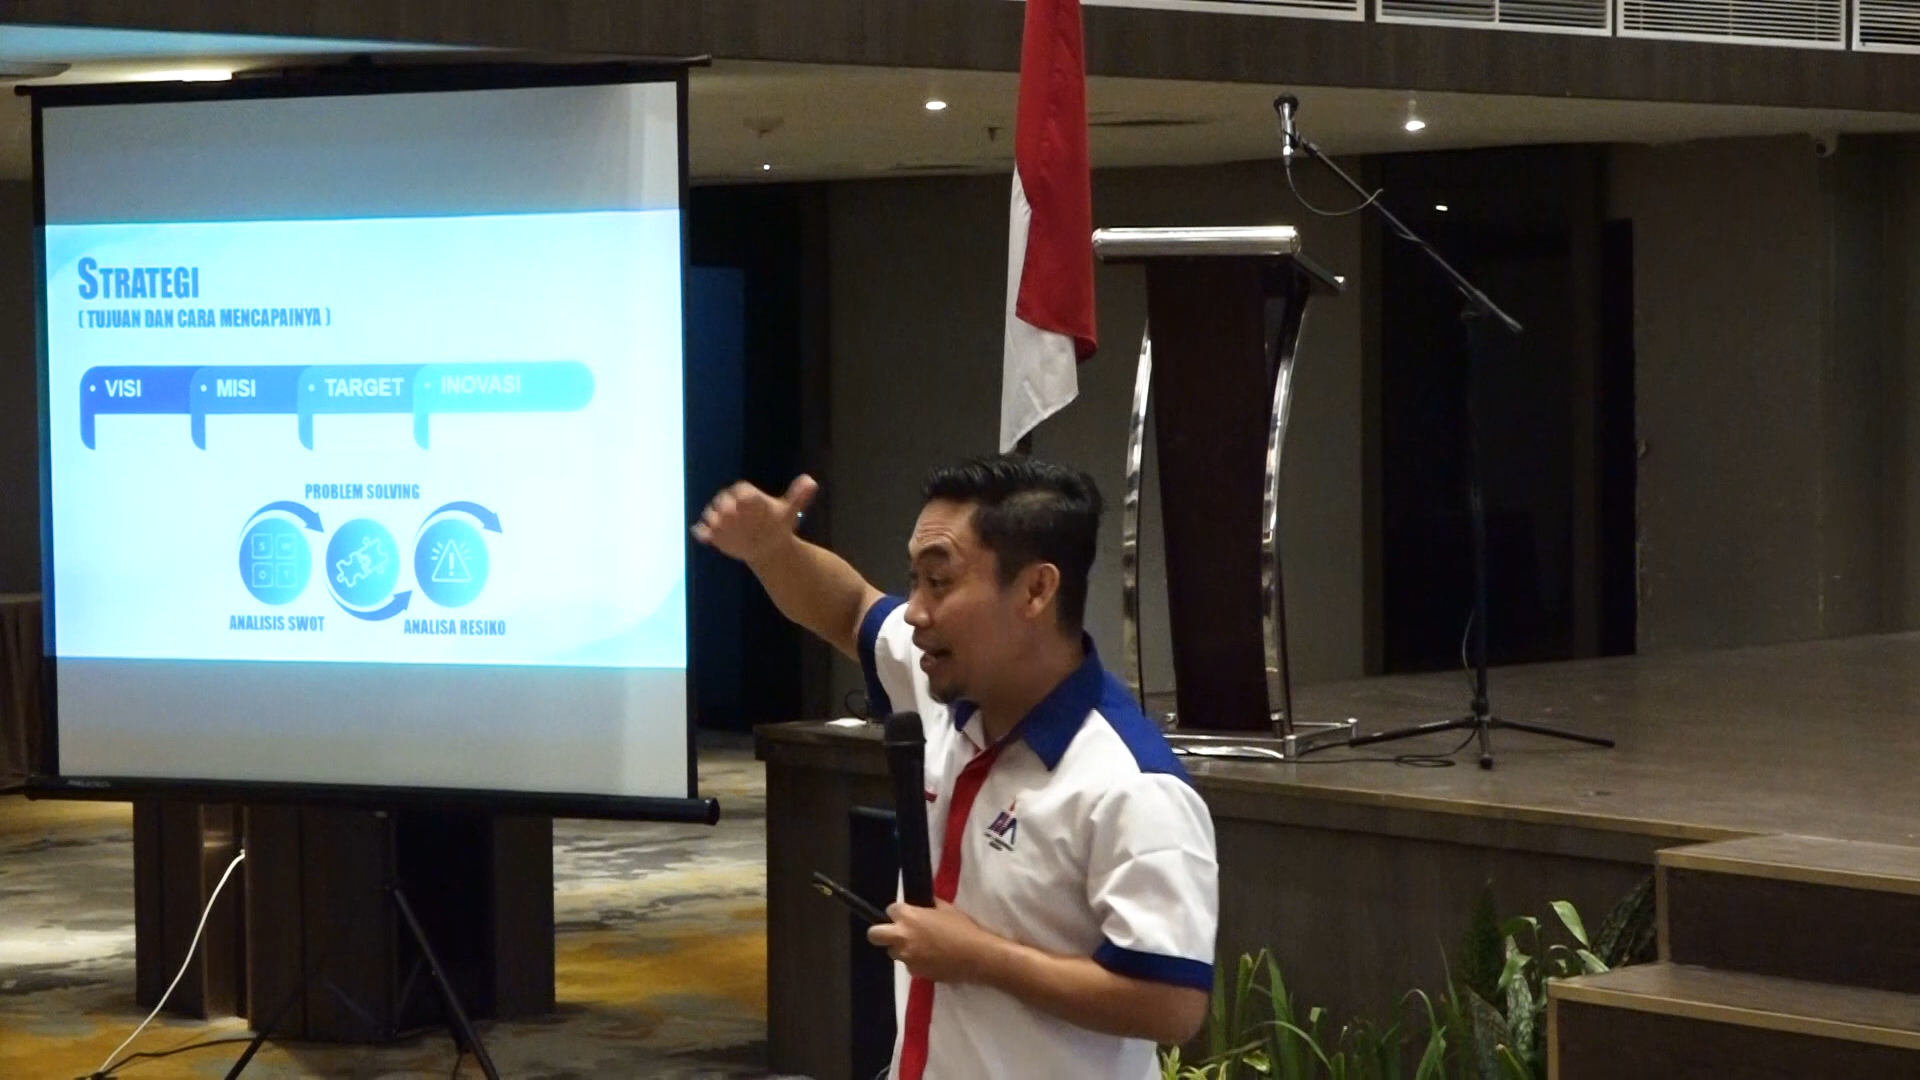 STRATEGI
( TUJUAN DAN CARA MENCAPAINYA )
• VISI • MISI • TARGET • INOVASI
PROBLEM SOLVING
S W
O T
ANALISIS SWOT
ANALISA RESIKO